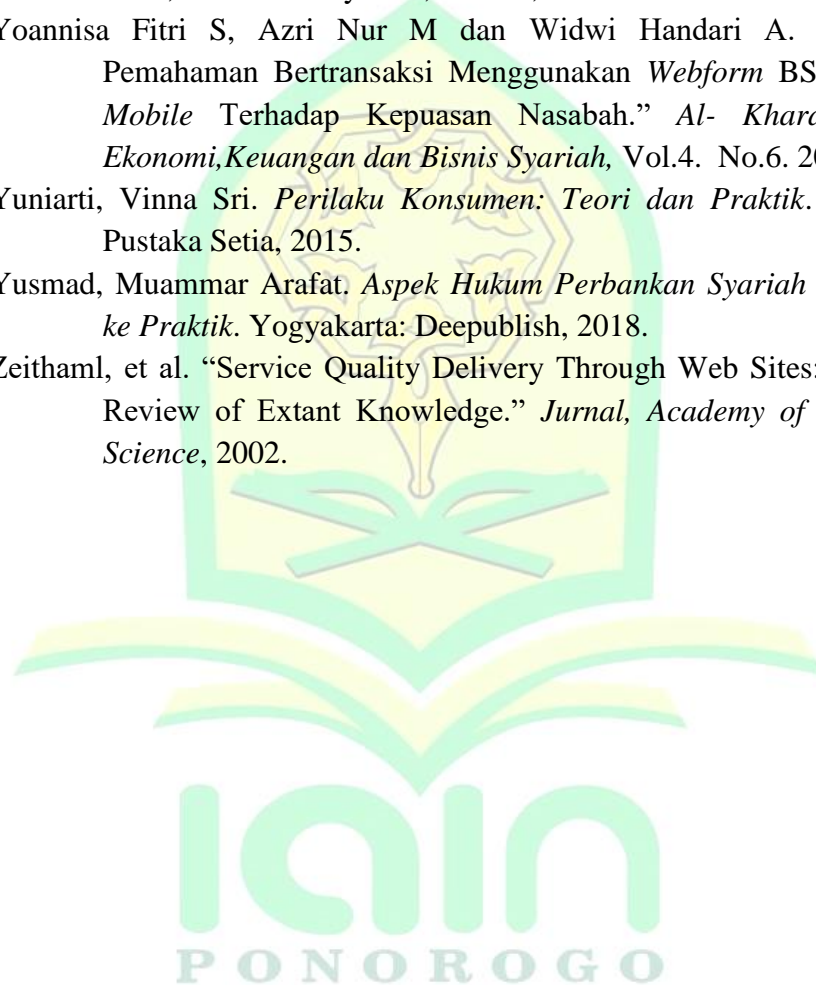 Yoannisa Fitri S, Azri Nur M dan Widwi Handari A.
Pemahaman Bertransaksi Menggunakan Webform BS
Mobile Terhadap Kepuasan Nasabah.” Al- Khara
Ekonomi,Keuangan dan Bisnis Syariah, Vol.4. No.6. 20
Yuniarti, Vinna Sri. Perilaku Konsumen: Teori dan Praktik.
Pustaka Setia, 2015.
Yusmad, Muammar Arafat. Aspek Hukum Perbankan Syariah
ke Praktik. Yogyakarta: Deepublish, 2018.
Zeithaml, et al. “Service Quality Delivery Through Web Sites:
Review of Extant Knowledge.” Jurnal, Academy of
Science, 2002.
IAIN
PONOROGO